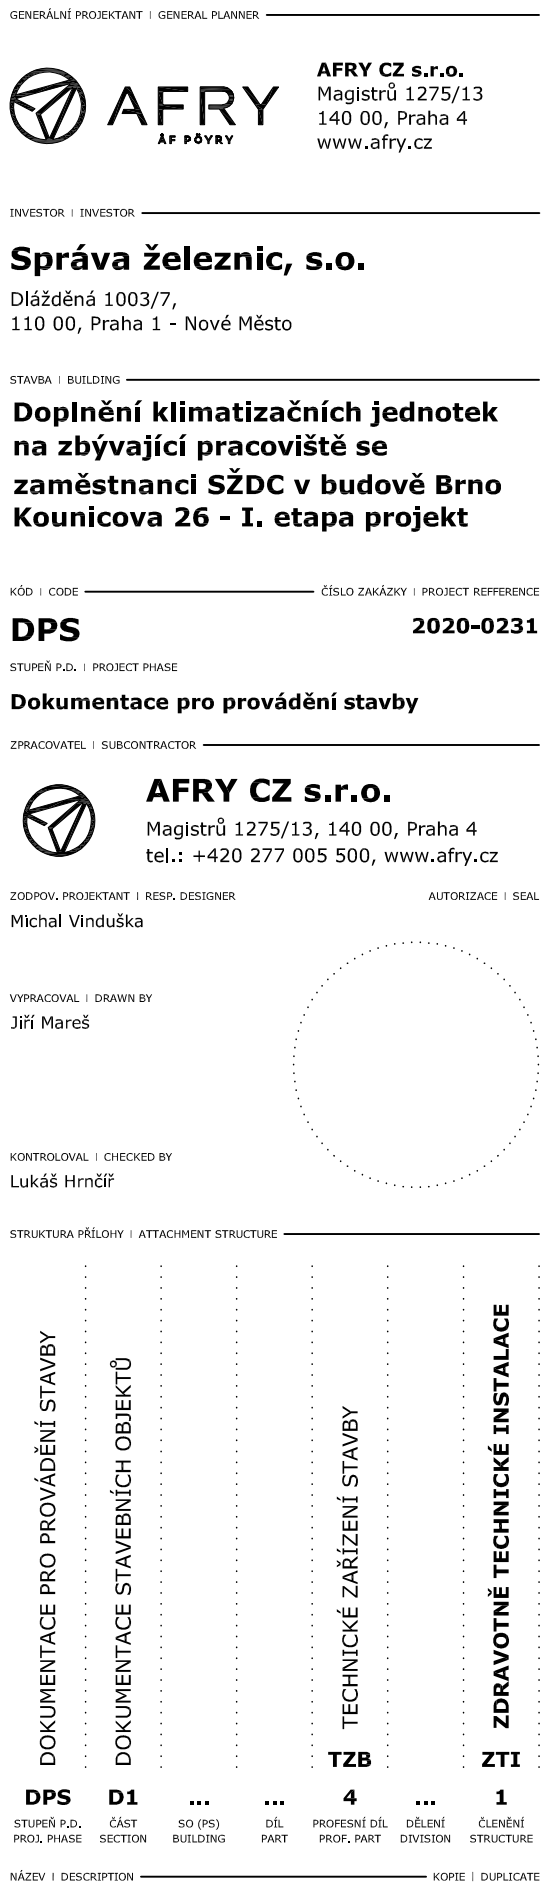 GENERÁLNÍ PROJEKTANT | GENERAL PLANNER
AFRY
ÅF PÖYRY
AFRY CZ s.r.o.
Magistrů 1275/13
140 00, Praha 4
www.afry.cz
INVESTOR | INVESTOR
Správa železnic, s.o.
Dlážděná 1003/7,
110 00, Praha 1 - Nové Město
STAVBA | BUILDING
Doplnění klimatizačních jednotek
na zbývající pracoviště se
zaměstnanci SŽDC v budově Brno
Kounicova 26 - I. etapa projekt
KÓD | CODE
ČÍSLO ZAKÁZKY | PROJECT REFFERENCE
DPS
2020-0231
STUPEŇ P.D. | PROJECT PHASE
Dokumentace pro provádění stavby
ZPRACOVATEL | SUBCONTRACTOR
AFRY CZ s.r.o.
Magistrů 1275/13, 140 00, Praha 4
tel.: +420 277 005 500, www.afry.cz
ZODPOV. PROJEKTANT | RESP. DESIGNER
AUTORIZACE | SEAL
Michal Vinduška
VYPRACOVAL | DRAWN BY
Jiří Mareš
KONTROLOVAL | CHECKED BY
Lukáš Hrnčíř
STRUKTURA PŘÍLOHY | ATTACHMENT STRUCTURE
DOKUMENTACE PRO PROVÁDĚNÍ STAVBY
DOKUMENTACE STAVEBNÍCH OBJEKTŮ
TECHNICKÉ ZAŘÍZENÍ STAVBY
ZDRAVOTNĚ TECHNICKÉ INSTALACE
TZB ZTI
DPS D1 ... ... 4 ... 1
STUPEŇ P.D. ČÁST SO (PS) DÍL PROFESNÍ DÍL DĚLENÍ ČLENĚNÍ
PROJ. PHASE SECTION BUILDING PART PROF. PART DIVISION STRUCTURE
NÁZEV | DESCRIPTION
KOPIE | DUPLICATE